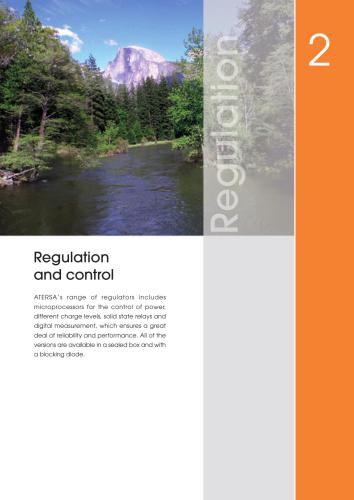 2
Regulation
Regulation
and control
ATERSA's range of regulators includes
microprocessors for the control of power,
different charge levels, solid state relays and
digital measurement, which ensures a great
deal of reliability and performance. All of the
versions are available in a sealed box and with
a blocking diode.